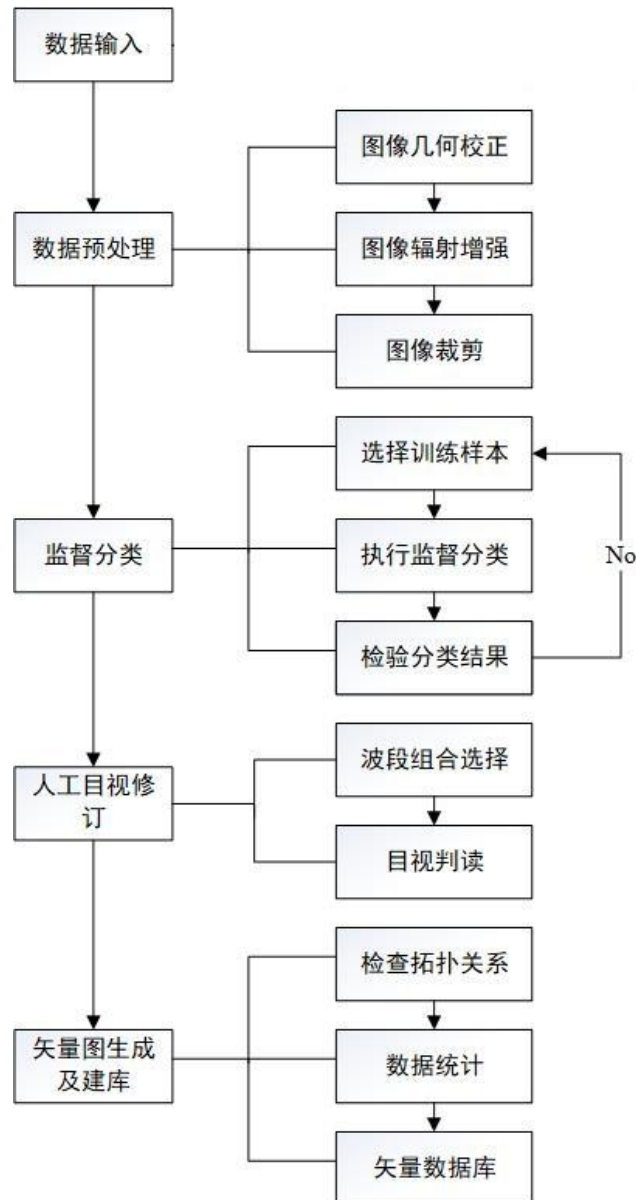 数据输入
图像几何校正
数据预处理
图像辐射增强
图像裁剪
选择训练样本
监督分类
执行监督分类
No
检验分类结果
波段组合选择
人工目视修
订
目视判读
检查拓扑关系
矢量图生成
及建库
数据统计
矢量数据库